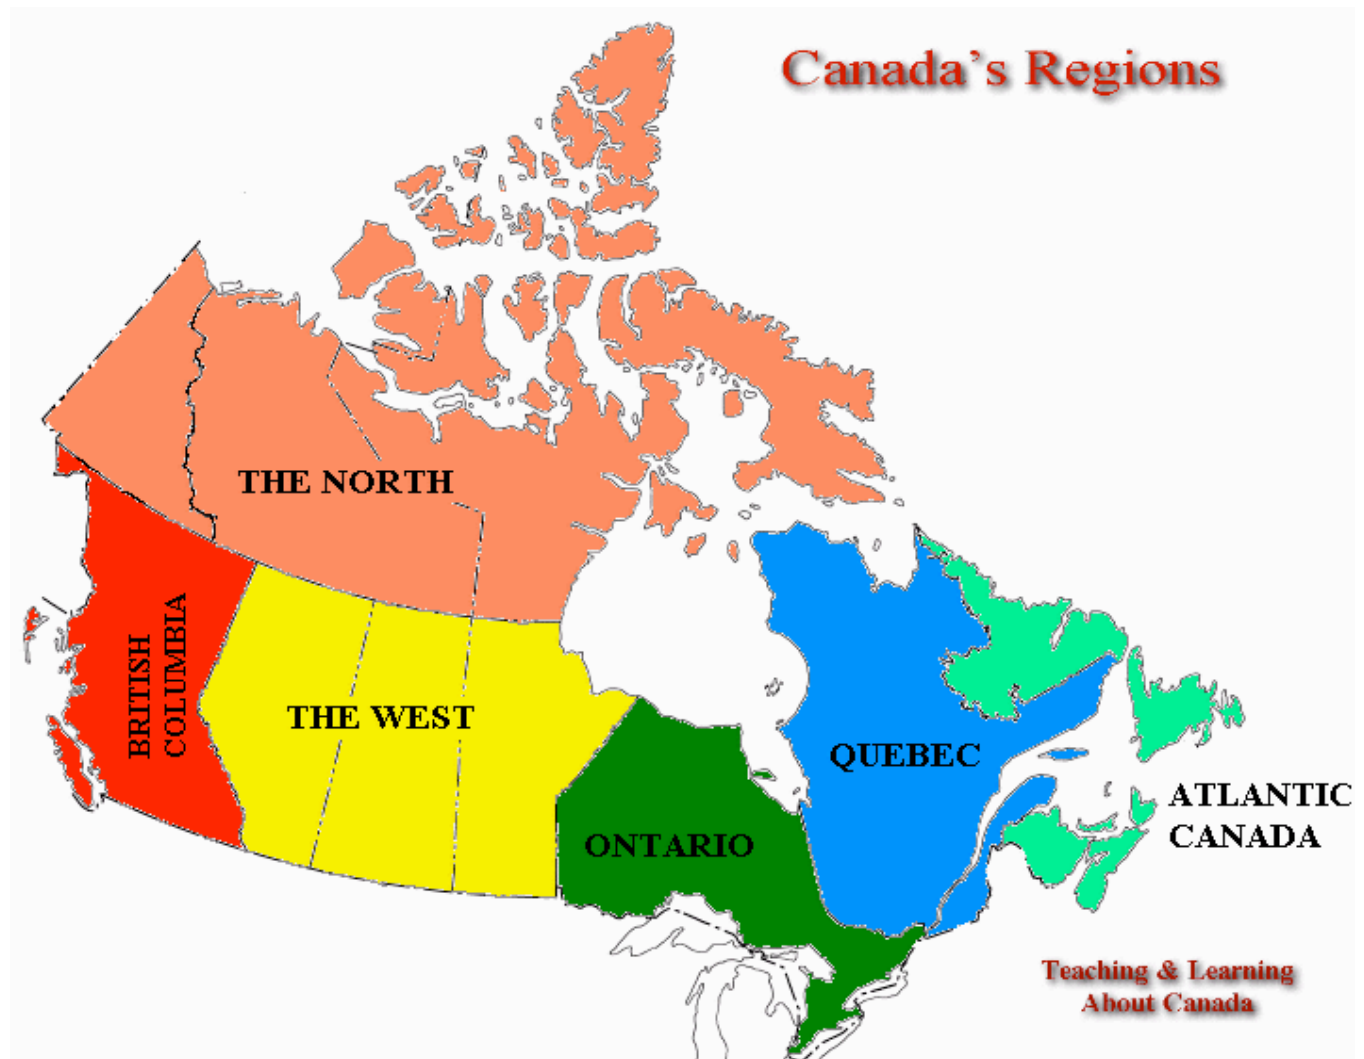 Canada's Regions
THE NORTH
BRITISH
COLUMBIA
THE WEST
QUEBEC
ONTARIO
ATLANTIC
CANADA
Teaching & Learning
About Canada